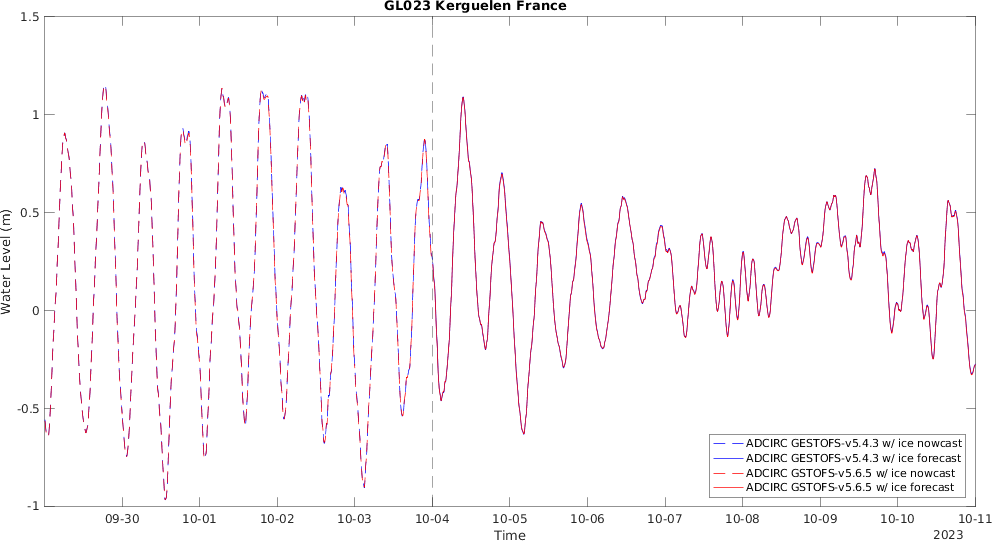 GL023 Kerguelen France
1.5
1
0.5
0
-0.5
-1
Water Level (m)
ADCIRC GESTOFS-v5.4.3 w/ ice nowcast
ADCIRC GESTOFS-v5.4.3 w/ ice forecast
ADCIRC GSTOFS-v5.6.5 w/ ice nowcast
ADCIRC GSTOFS-v5.6.5 w/ ice forecast
09-30 10-01 10-02 10-03 10-04 10-05 10-06 10-07 10-08 10-09 10-10 10-11
Time
2023